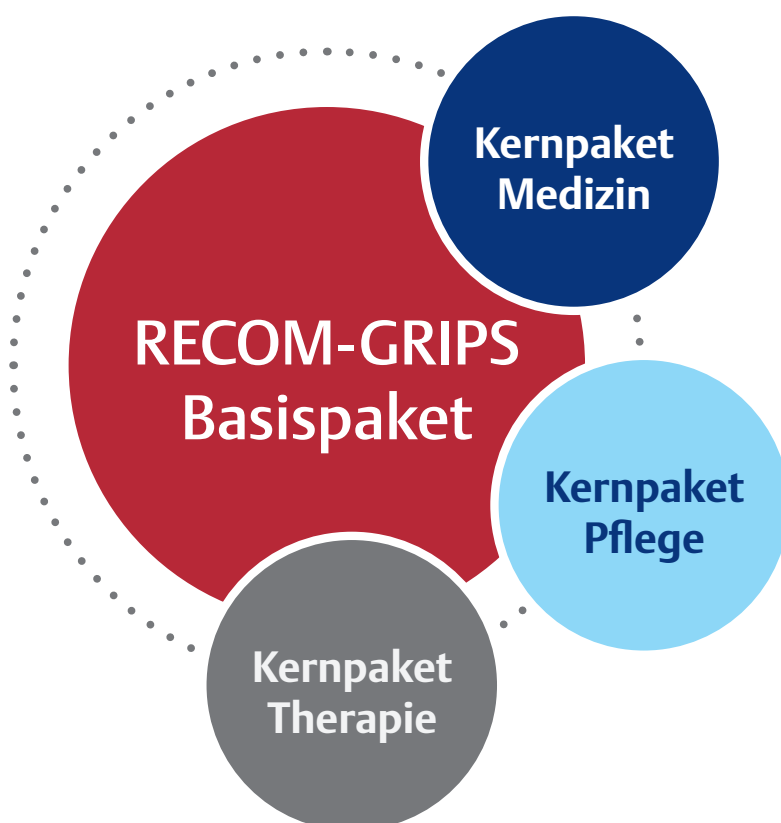 Kernpaket
Medizin
RECOM-GRIPS
Basispaket
Kernpaket
Pflege
Kernpaket
Therapie